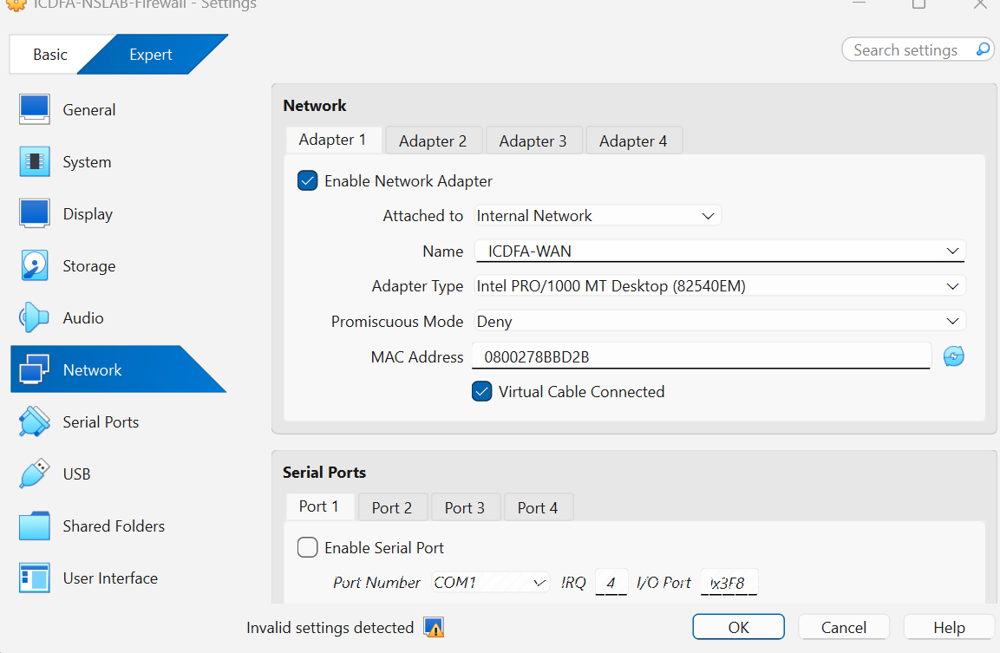 ICDFA-NSLAB-Firewall - Settings
Basic
Expert
Search settings
General
System
Display
Storage
Audio
Network
Serial Ports
USB
Shared Folders
User Interface
Network
Adapter 1
Adapter 2
Adapter 3
Adapter 4
Enable Network Adapter
Attached to Internal Network
Name ICDFA-WAN
Adapter Type Intel PRO/1000 MT Desktop (82540EM)
Promiscuous Mode Deny
MAC Address 0800278BBD2B
Virtual Cable Connected
Serial Ports
Port 1
Port 2
Port 3
Port 4
Enable Serial Port
Port Number COM1 IRQ 4 I/O Port 0x3F8
Invalid settings detected
OK
Cancel
Help